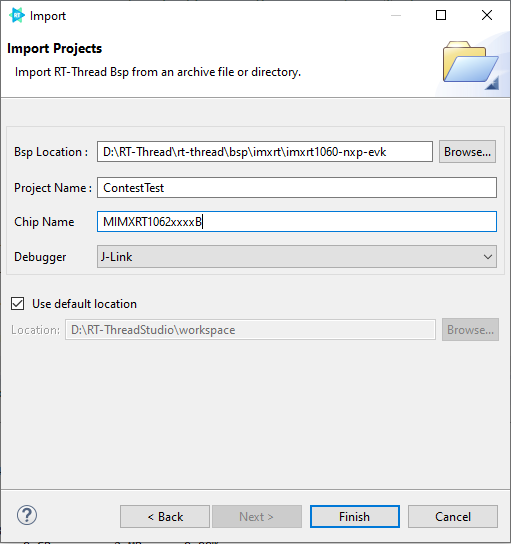 Import
Import Projects
Import RT-Thread Bsp from an archive file or directory.
Bsp Location : D:\RT-Thread\rt-thread\bsp\imxrt\imxrt1060-nxp-evk Browse...
Project Name : ContestTest
Chip Name MIMXRT1062xxxxB
Debugger J-Link
Use default location
Location: D:\RT-ThreadStudio\workspace Browse...
< Back Next > Finish Cancel